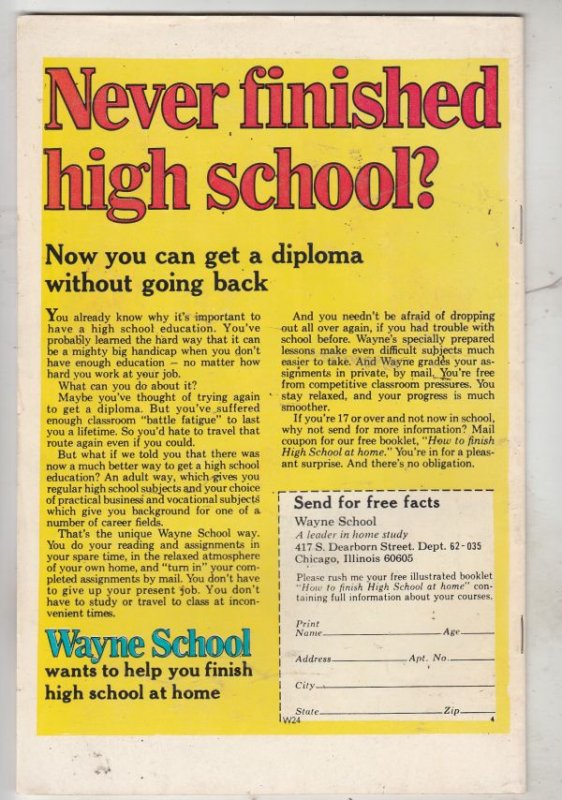 Never finished
high school?
Now you can get a diploma
without going back
You already know why it's important to
have a high school education. You've
probably learned the hard way that it can
be a mighty big handicap when you don't
have enough education – no matter how
hard you work at your job.
What can you do about it?
Maybe you've thought of trying again
to get a diploma. But you've suffered
enough classroom "battle fatigue" to last
you a lifetime. So you'd hate to travel that
route again even if you could.
But what if we told you that there was
now a much better way to get a high school
education? An adult way, which gives you
regular high school subjects and your choice
of practical business and vocational subjects
which give you background for one of a
number of career fields.
That's the unique Wayne School way.
You do your reading and assignments in
your spare time, in the relaxed atmosphere
of your own home, and "turn in" your com-
pleted assignments by mail. You don't have
to give up your present job. You don't
have to study or travel to class at incon-
venient times.
Wayne School
wants to help you finish
high school at home
And you needn't be afraid of dropping
out all over again, if you had trouble with
school before. Wayne's specially prepared
lessons make even difficult subjects much
easier to take. And Wayne grades your as-
signments in private, by mail. You're free
from competitive classroom pressures. You
stay relaxed, and your progress is much
smoother.
If you're 17 or over and not now in school,
why not send for more information? Mail
coupon for our free booklet, "How to finish
High School at home." You're in for a pleas-
ant surprise. And there's no obligation.
Send for free facts
Wayne School
A leader in home study
417 S. Dearborn Street. Dept. 62-035
Chicago, Illinois 60605
Please rush me your free illustrated booklet
"How to finish High School at home" con-
taining full information about your courses.
Print
Name Age
Address Apt. No.
City
State Zip
W24 4